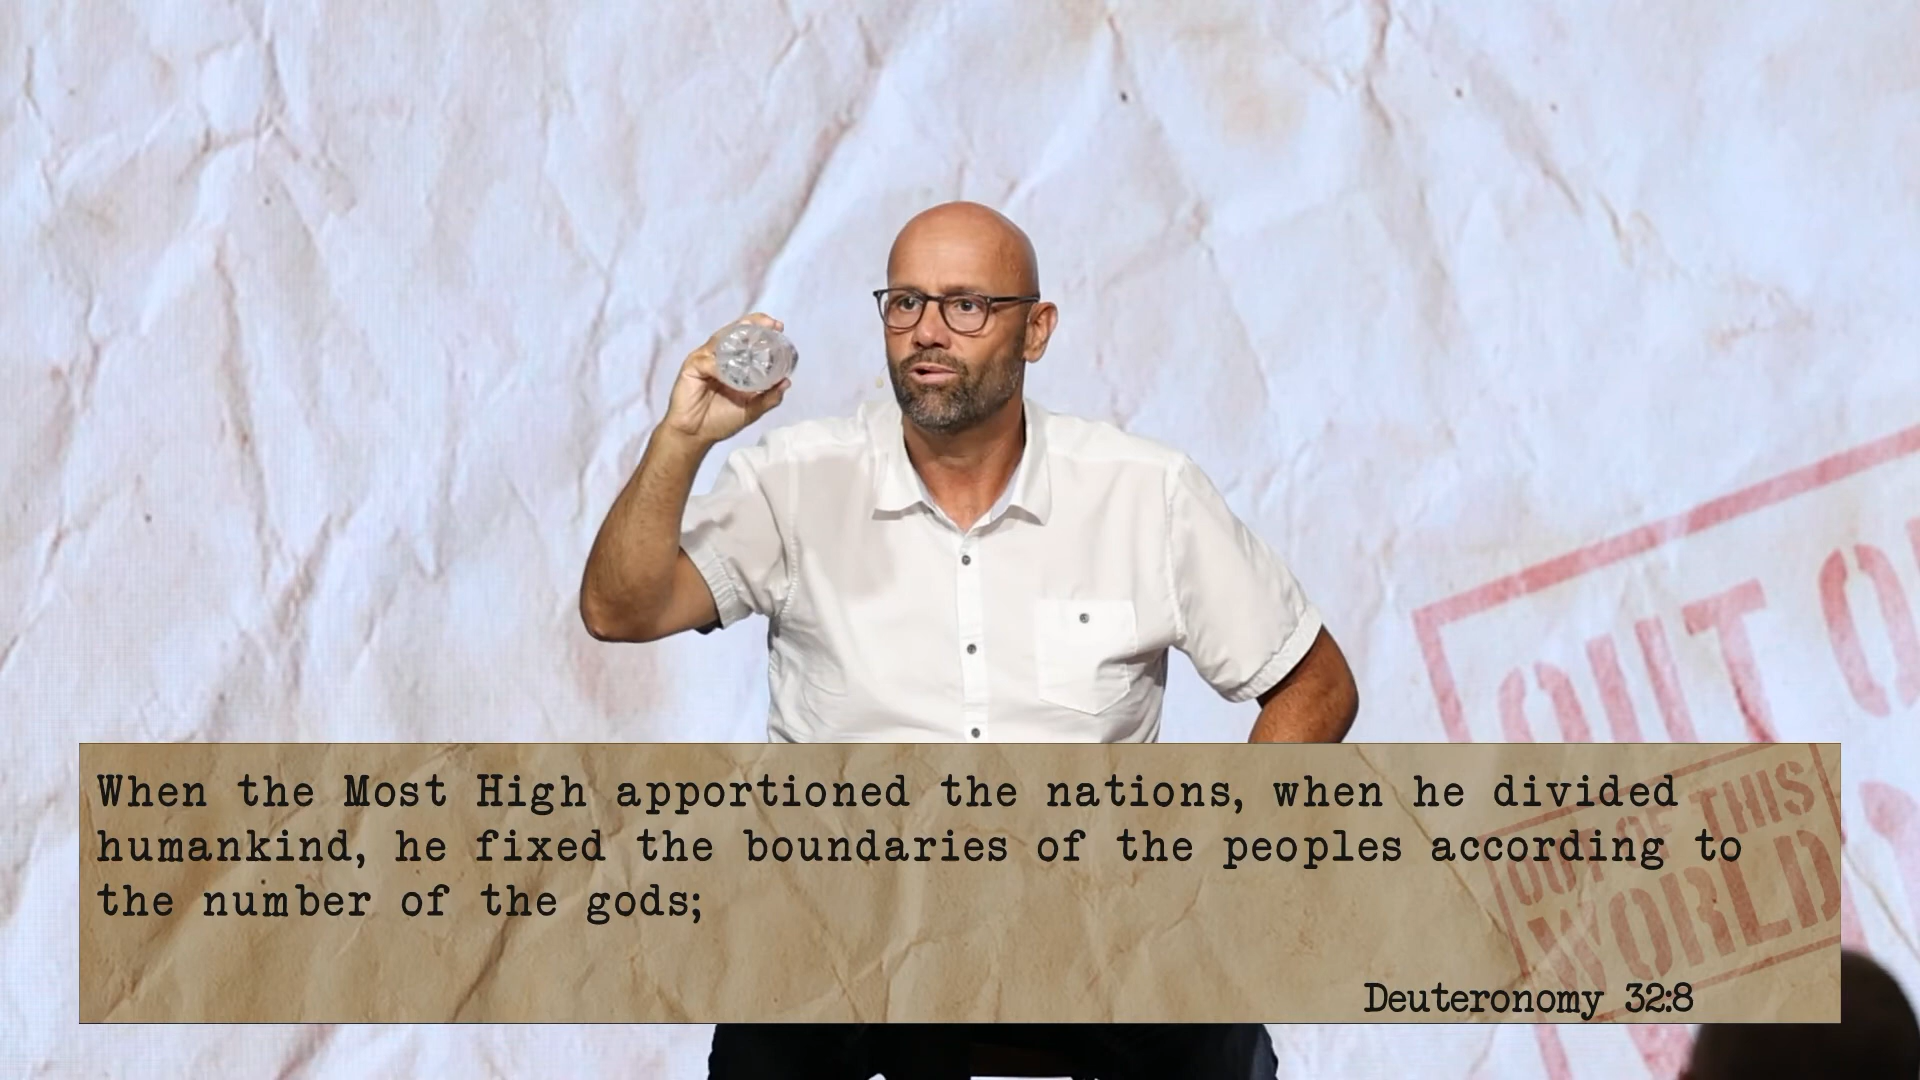 OUT O
When the Most High apportioned the nations, when he divided
humankind, he fixed the boundaries of the peoples according to
the number of the gods;
OUT OF THIS
WORLD
Deuteronomy 32:8